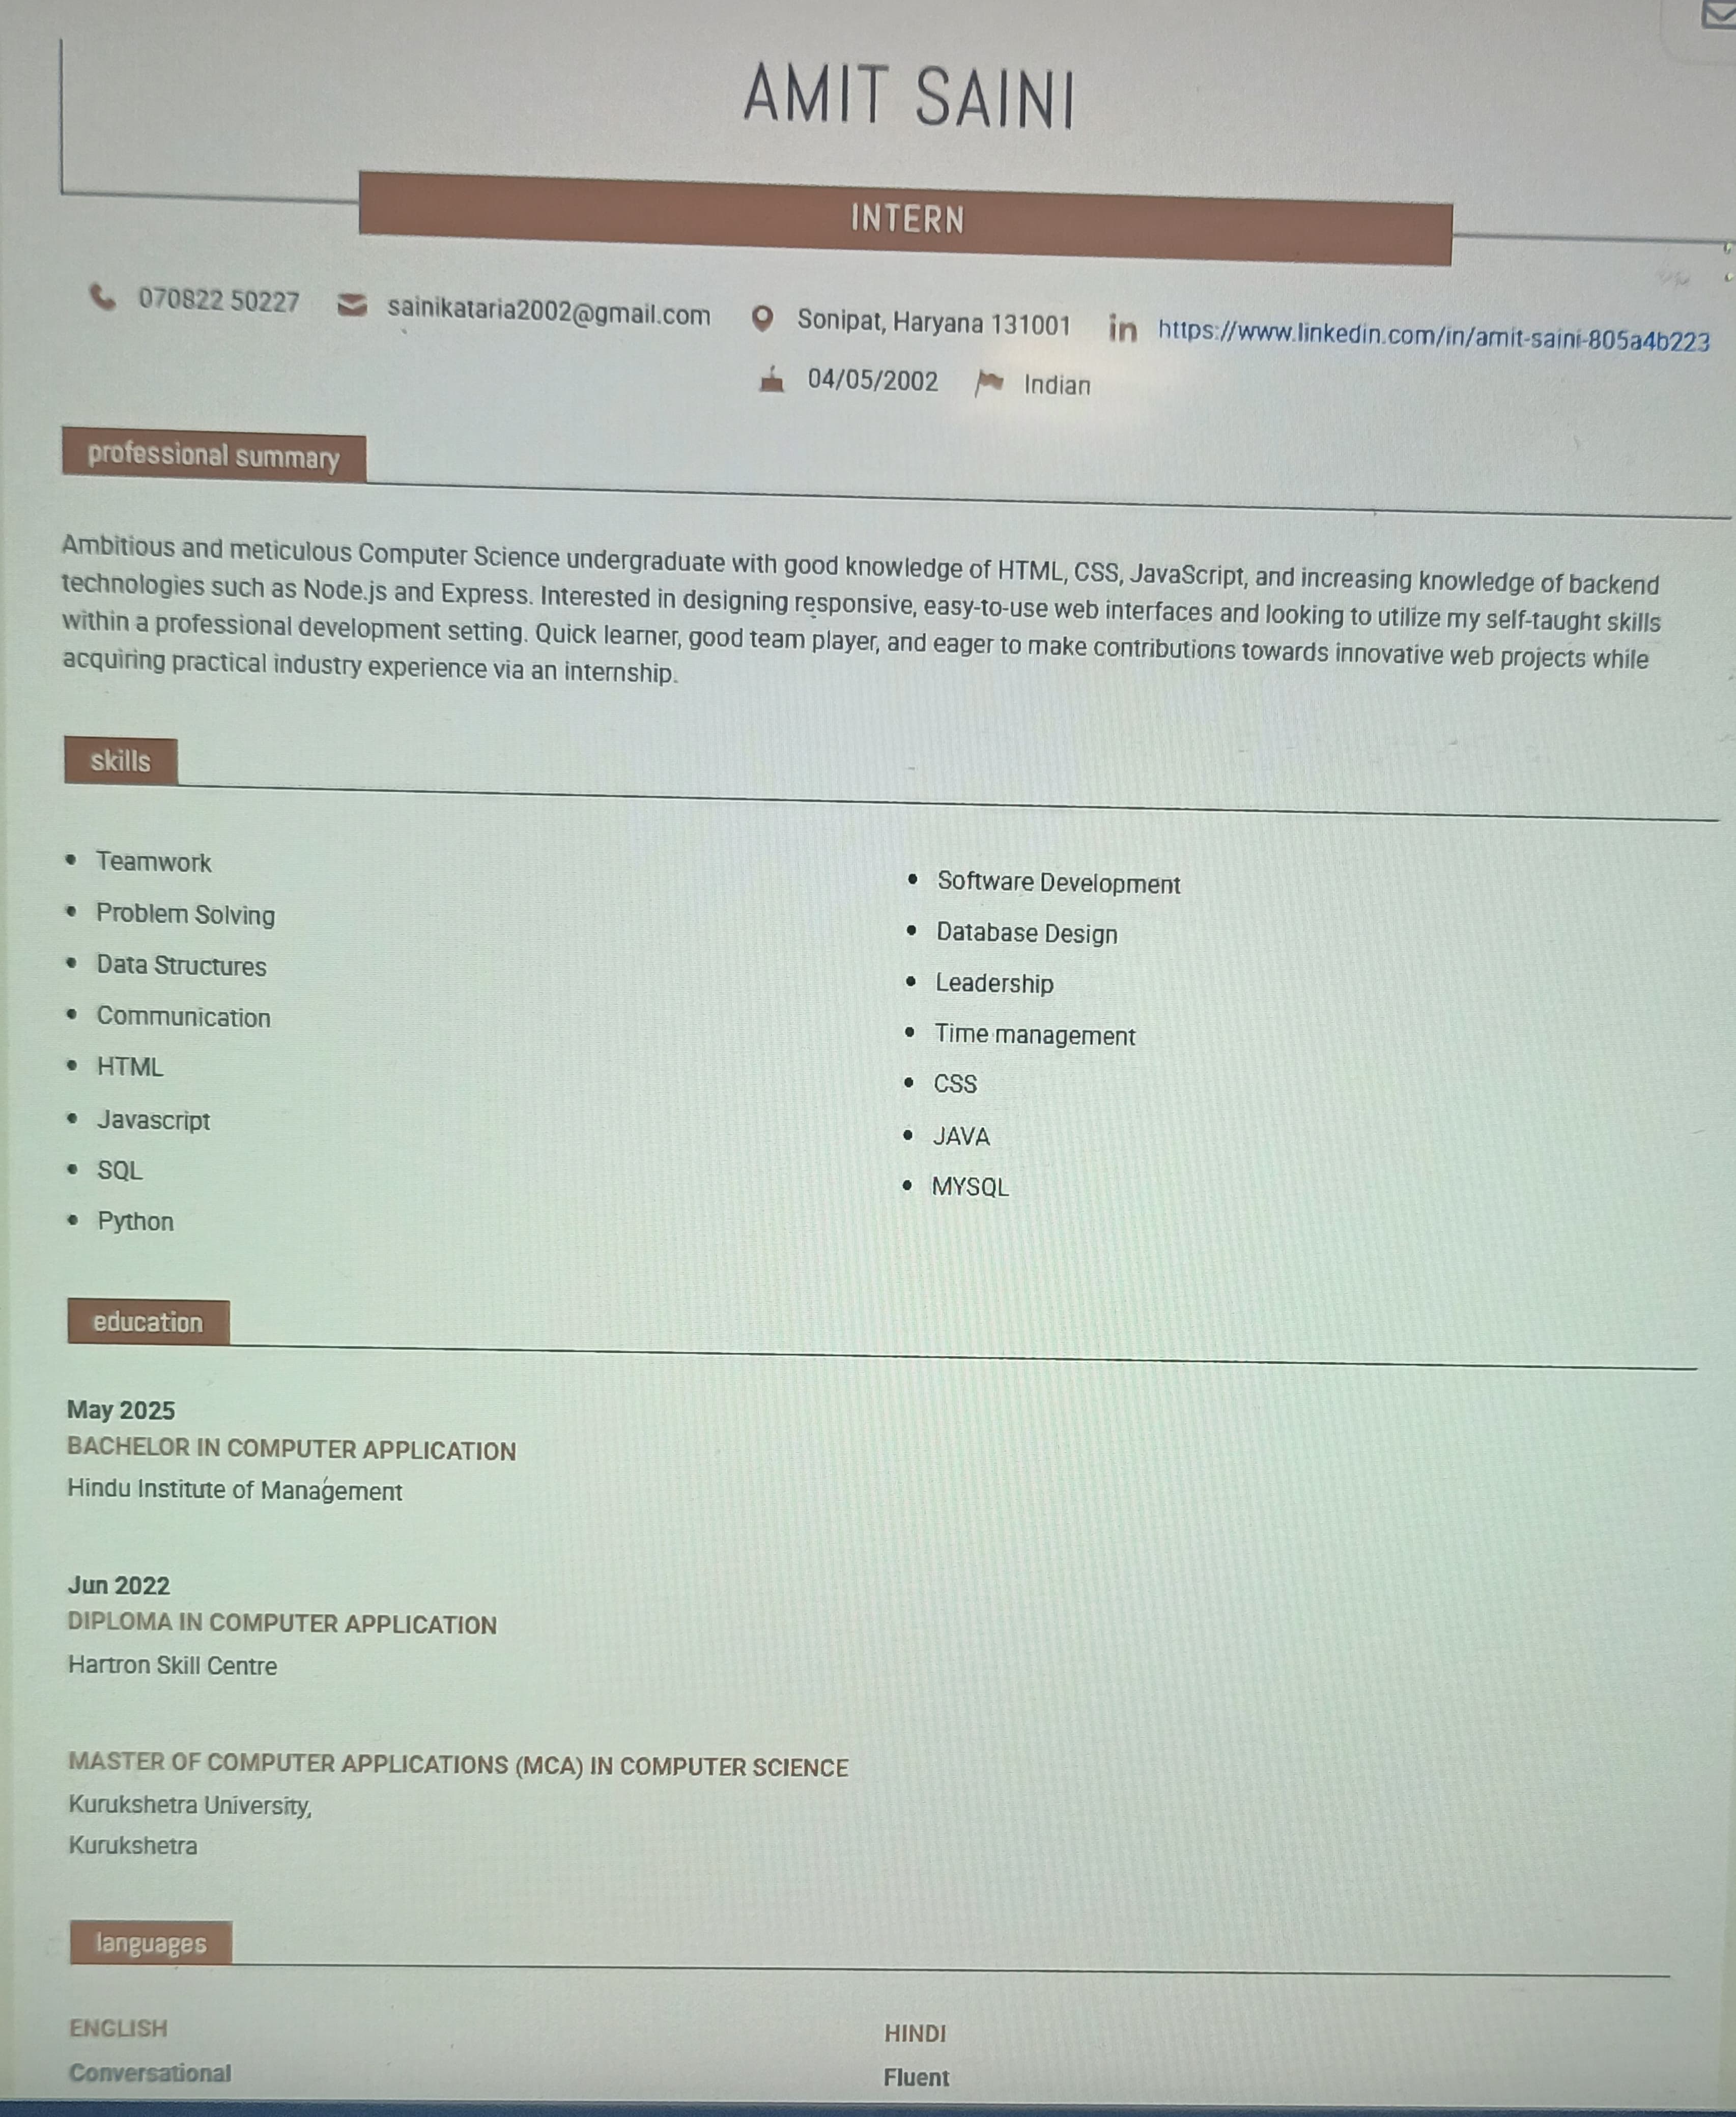 AMIT SAINI
INTERN
070822 50227 sainikataria2002@gmail.com Sonipat, Haryana 131001 in https://www.linkedin.com/in/amit-saini-805a4b223
04/05/2002 Indian
professional summary
Ambitious and meticulous Computer Science undergraduate with good knowledge of HTML, CSS, JavaScript, and increasing knowledge of backend
technologies such as Node.js and Express. Interested in designing responsive, easy-to-use web interfaces and looking to utilize my self-taught skills
within a professional development setting. Quick learner, good team player, and eager to make contributions towards innovative web projects while
acquiring practical industry experience via an internship.
skills
Teamwork
Problem Solving
Data Structures
Communication
HTML
Javascript
SQL
Python
Software Development
Database Design
Leadership
Time management
CSS
JAVA
MYSQL
education
May 2025
BACHELOR IN COMPUTER APPLICATION
Hindu Institute of Management
Jun 2022
DIPLOMA IN COMPUTER APPLICATION
Hartron Skill Centre
MASTER OF COMPUTER APPLICATIONS (MCA) IN COMPUTER SCIENCE
Kurukshetra University,
Kurukshetra
languages
ENGLISH
Conversational
HINDI
Fluent